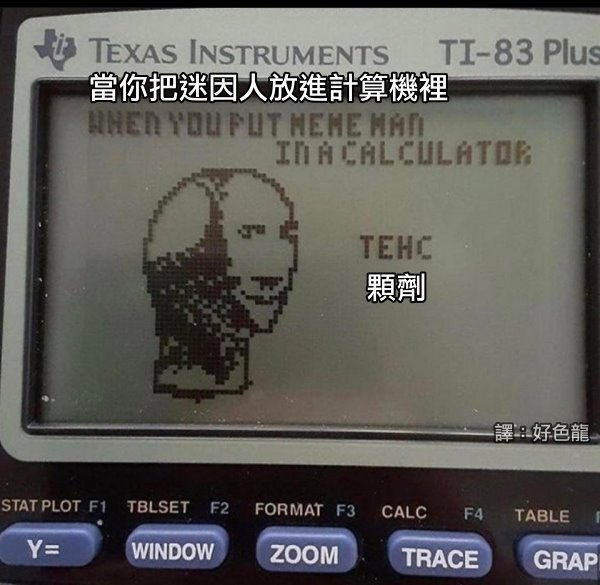 TEXAS INSTRUMENTS TI-83 Plus
當你把迷因人放進計算機裡
WHEN YOU PUT MEME MAN
IN A CALCULATOR
TEHC
顆劑
譯：好色龍
STAT PLOT F1 TBLSET F2 FORMAT F3 CALC F4 TABLE
Y= WINDOW ZOOM TRACE GRAP